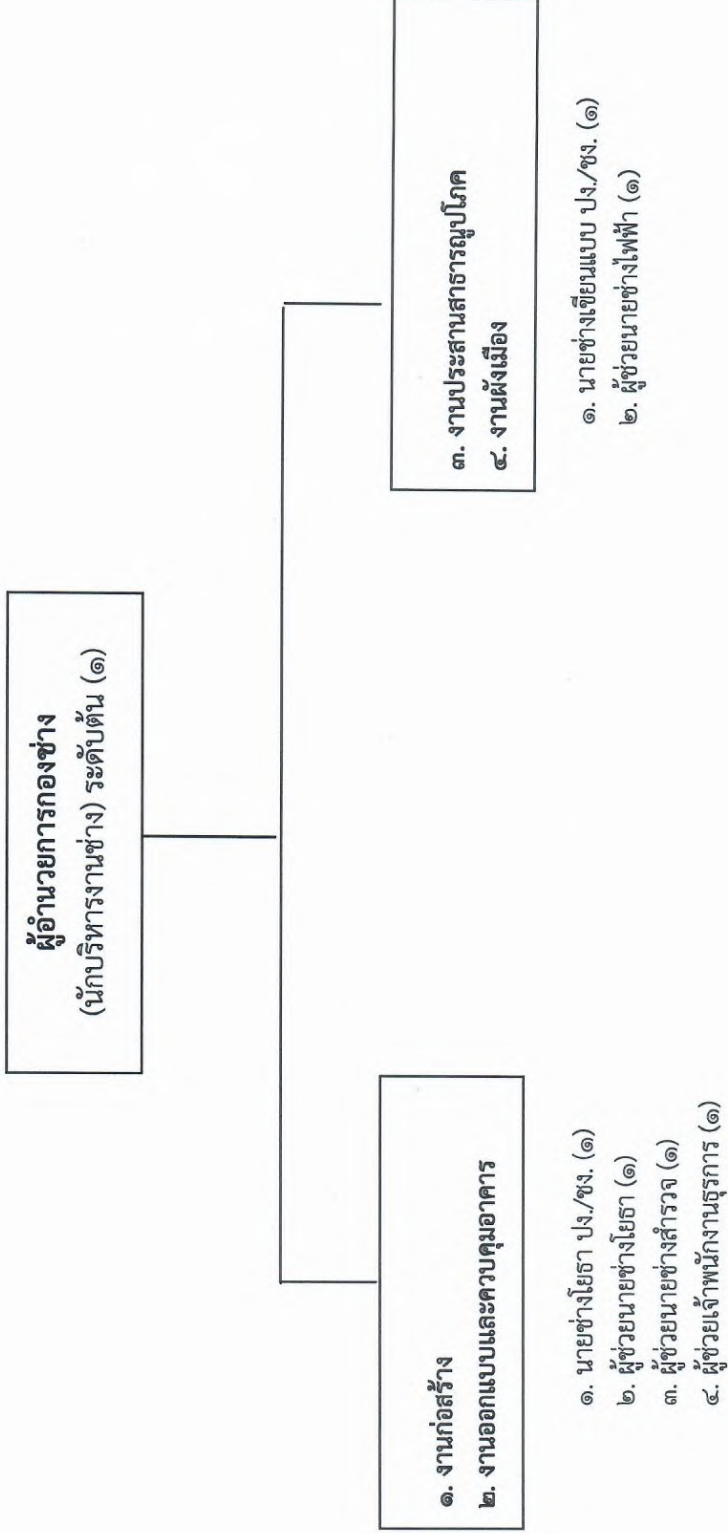 ผู้อำนวยการกองช่าง
(นักบริหารงานช่าง) ระดับต้น (๑)
๑. งานก่อสร้าง
๒. งานออกแบบและควบคุมอาคาร
๑. นายช่างโยธา ปง./ชง. (๑)
๒. ผู้ช่วยนายช่างโยธา (๑)
๓. ผู้ช่วยนายช่างสำรวจ (๑)
๔. ผู้ช่วยเจ้าพนักงานธุรการ (๑)
๓. งานประสานสาธารณูปโภค
๔. งานผังเมือง
๑. นายช่างเขียนแบบ ปง./ชง. (๑)
๒. ผู้ช่วยนายช่างไฟฟ้า (๑)